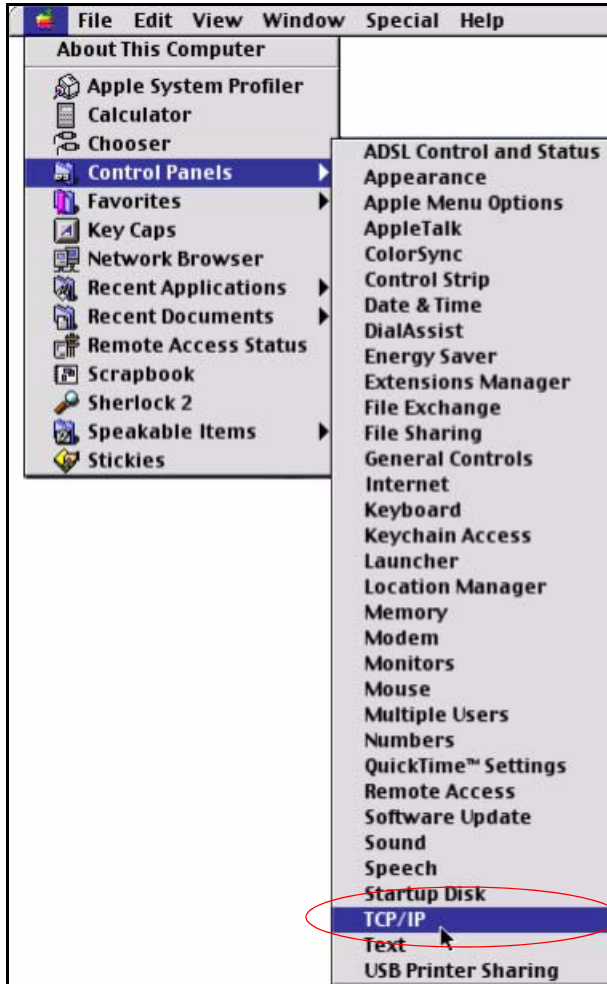 File Edit View Window Special Help
About This Computer
Apple System Profiler
Calculator
Chooser
Control Panels
Favorites
Key Caps
Network Browser
Recent Applications
Recent Documents
Remote Access Status
Scrapbook
Sherlock 2
Speakable Items
Stickies
ADSL Control and Status
Appearance
Apple Menu Options
AppleTalk
ColorSync
Control Strip
Date & Time
DialAssist
Energy Saver
Extensions Manager
File Exchange
File Sharing
General Controls
Internet
Keyboard
Keychain Access
Launcher
Location Manager
Memory
Modem
Monitors
Mouse
Multiple Users
Numbers
QuickTime™ Settings
Remote Access
Software Update
Sound
Speech
Startup Disk
TCP/IP
Text
USB Printer Sharing